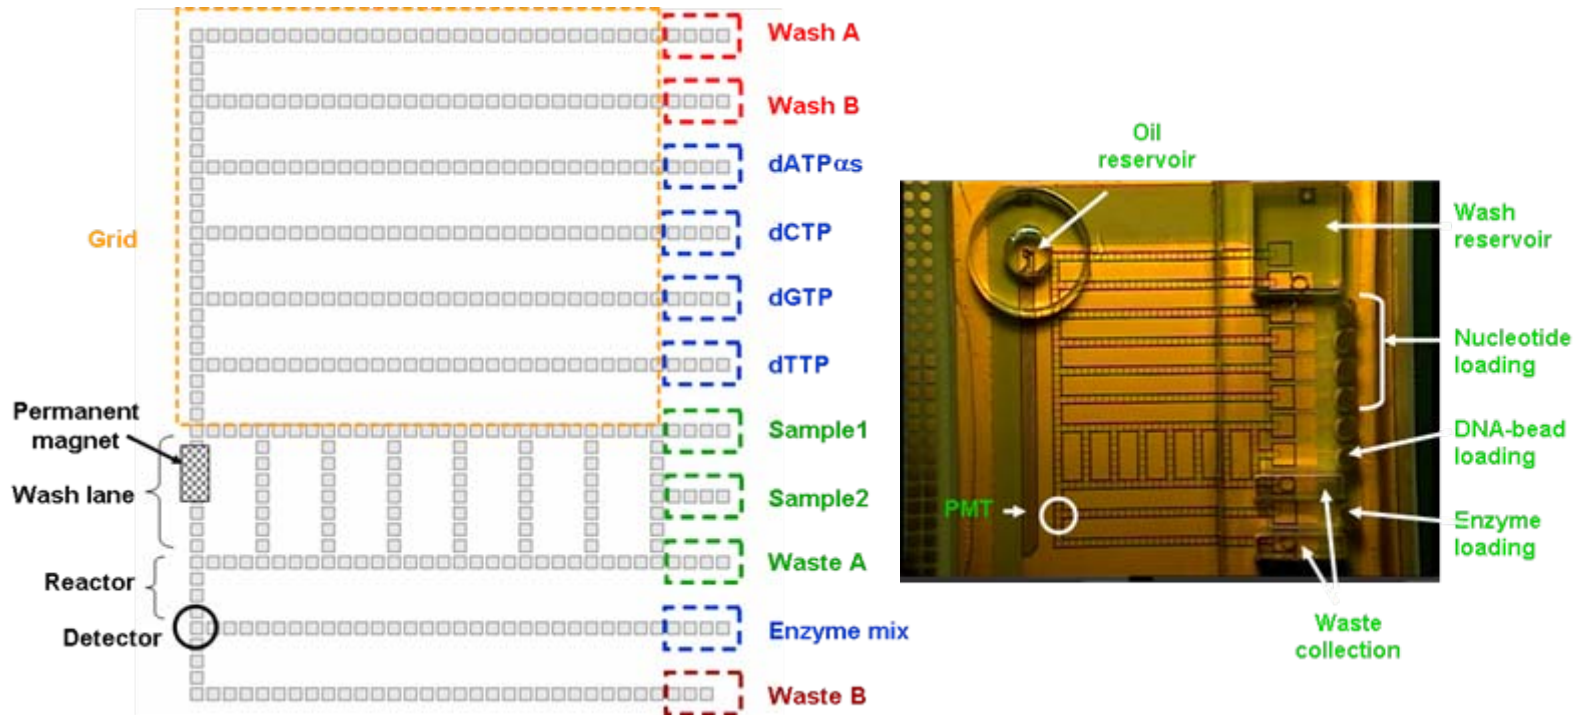 Wash A
Wash B
dATPαs
dCTP
Grid
dGTP
dTTP
Permanent
magnet
Sample1
Wash lane
Sample2
Waste A
Reactor
Detector
Enzyme mix
Waste B
Oil
reservoir
Wash
reservoir
Nucleotide
loading
DNA-bead
loading
PMT
Enzyme
loading
Waste
collection